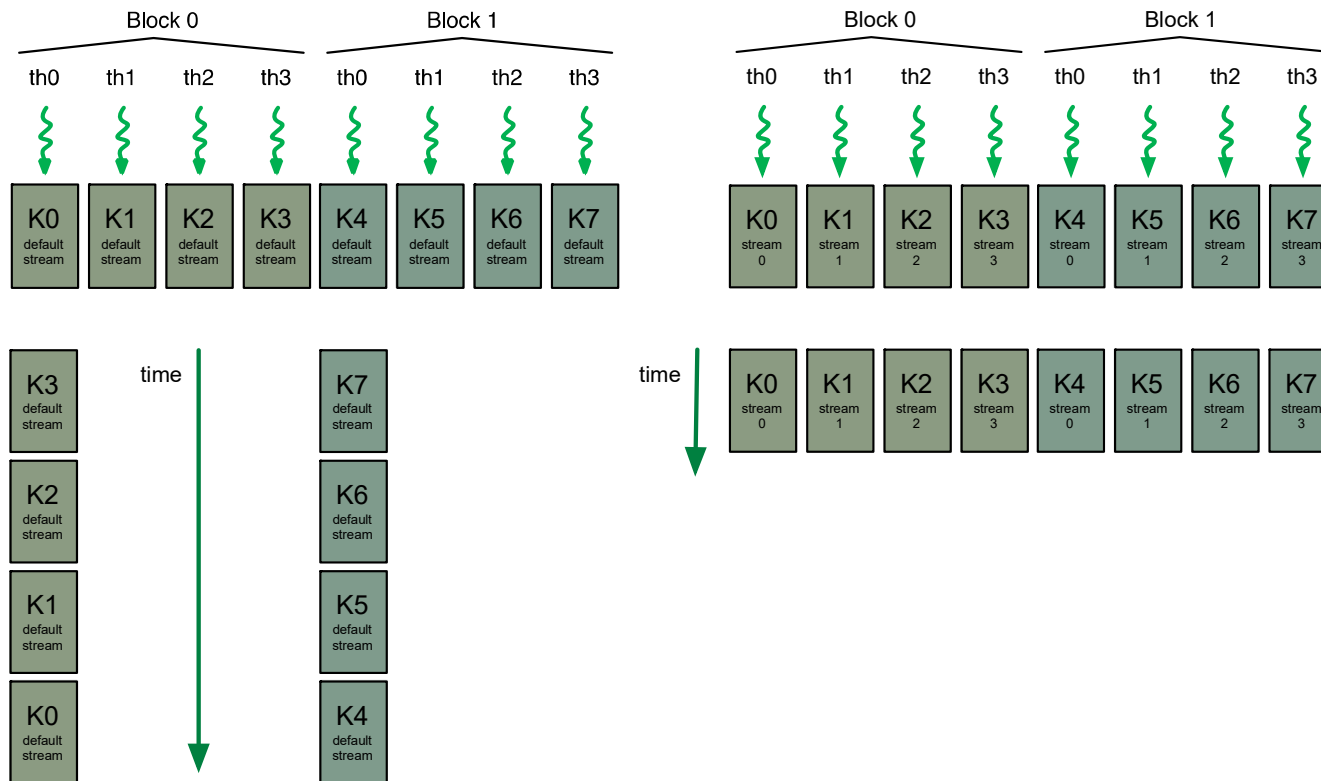 Block 0 Block 1 Block 0 Block 1
th0 th1 th2 th3 th0 th1 th2 th3 th0 th1 th2 th3 th0 th1 th2 th3
K0 K1 K2 K3 K4 K5 K6 K7 K0 K1 K2 K3 K4 K5 K6 K7
default default default default default default default default stream stream stream stream stream stream stream stream
stream stream stream stream stream stream stream stream 0 1 2 3 0 1 2 3
K3 time K7 time K0 K1 K2 K3 K4 K5 K6 K7
default default stream stream stream stream stream stream stream stream
stream stream 0 1 2 3 0 1 2 3
K2 K6
default default
stream stream
K1 K5
default default
stream stream
K0 K4
default default
stream stream